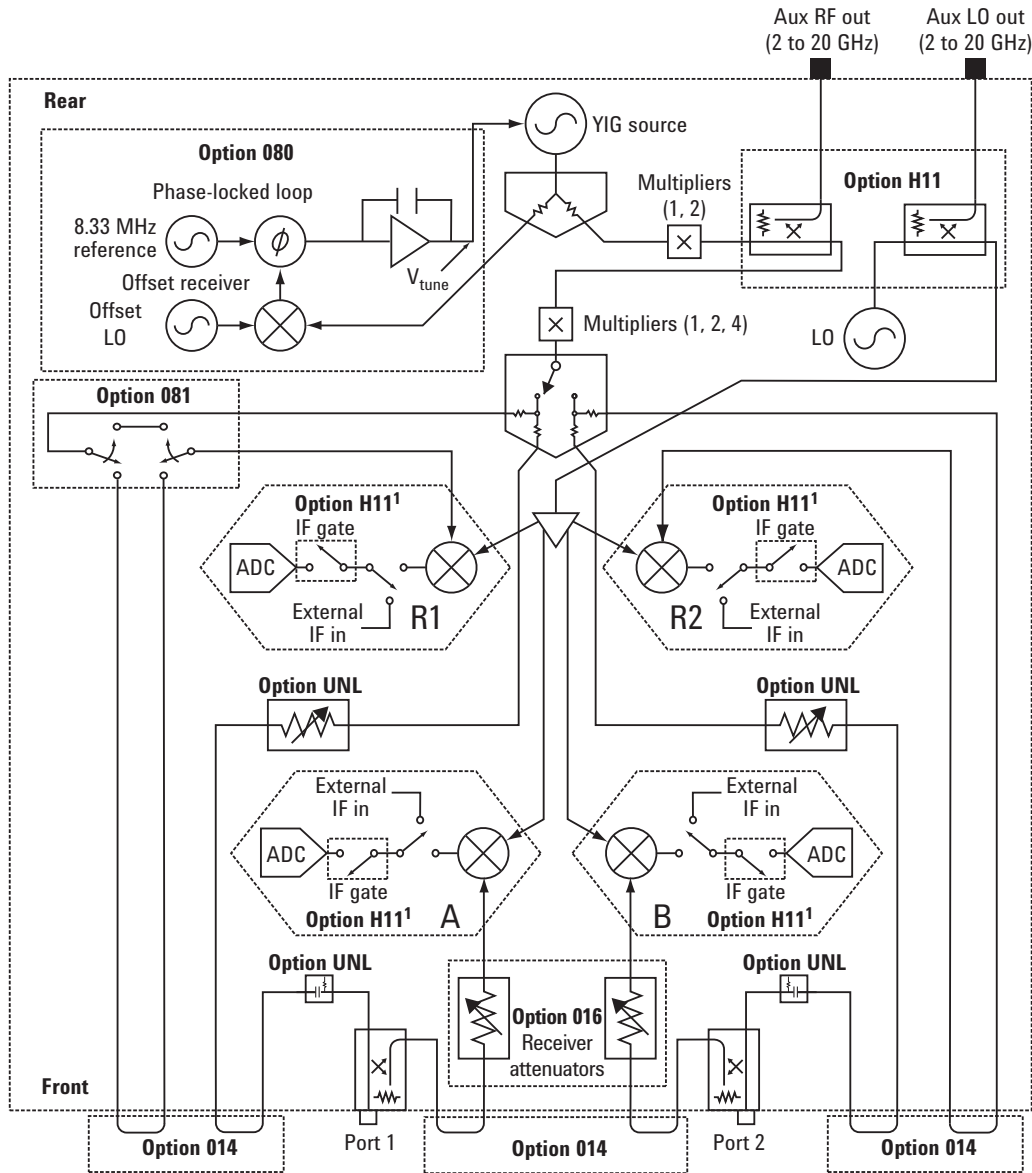 Aux RF out
(2 to 20 GHz)
Aux LO out
(2 to 20 GHz)
Rear
YIG source
Option 080
Phase-locked loop
8.33 MHz
reference
ϕ
Offset receiver
Offset
LO
Vtune
Multipliers
(1, 2)
Option H11
Multipliers (1, 2, 4)
LO
Option 081
Option H11¹
IF gate
ADC
External
IF in
R1
Option H11¹
IF gate
ADC
External
IF in
R2
Option UNL
Option UNL
External
IF in
ADC
IF gate
Option H11¹
A
External
IF in
ADC
IF gate
B
Option H11¹
Option UNL
Option UNL
Option 016
Receiver
attenuators
Front
Port 1
Port 2
Option 014
Option 014
Option 014